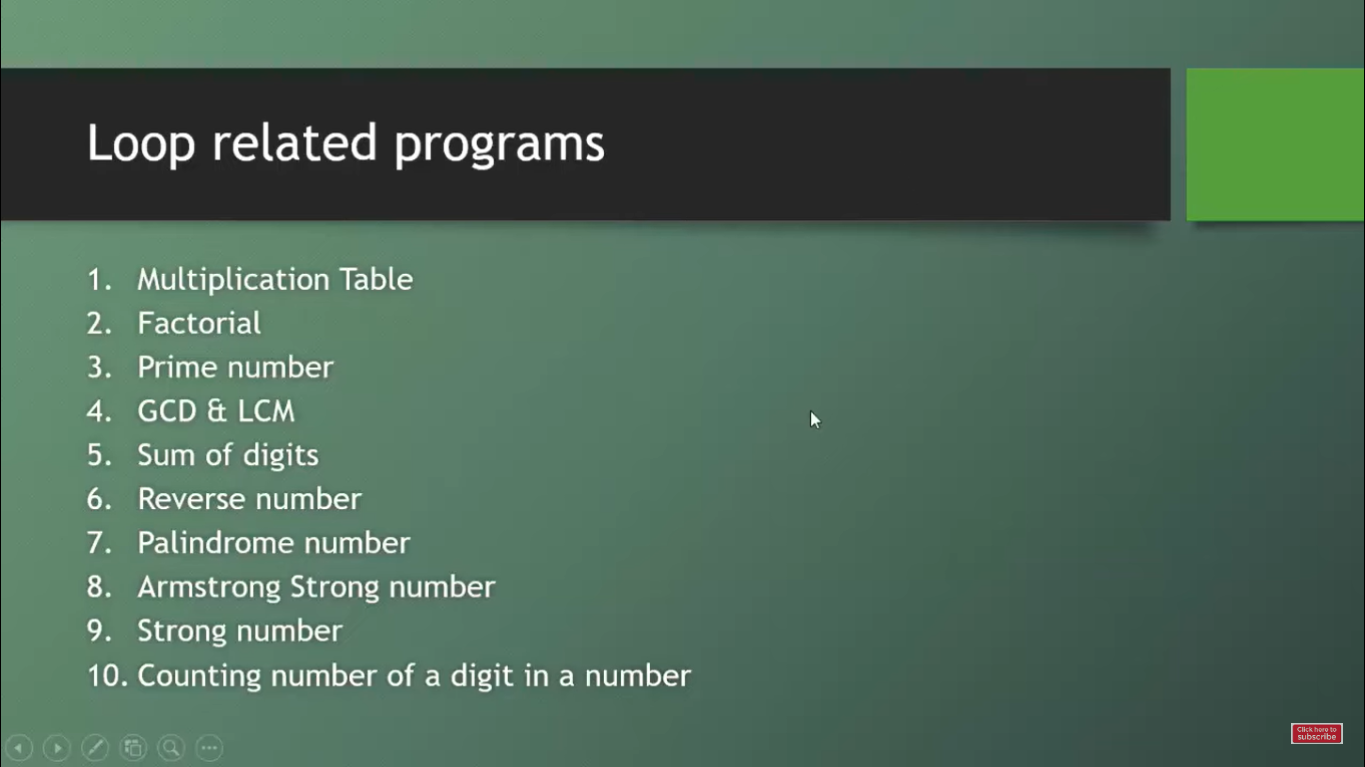 Loop related programs
1. Multiplication Table
2. Factorial
3. Prime number
4. GCD & LCM
5. Sum of digits
6. Reverse number
7. Palindrome number
8. Armstrong Strong number
9. Strong number
10. Counting number of a digit in a number
Click here to
subscribe